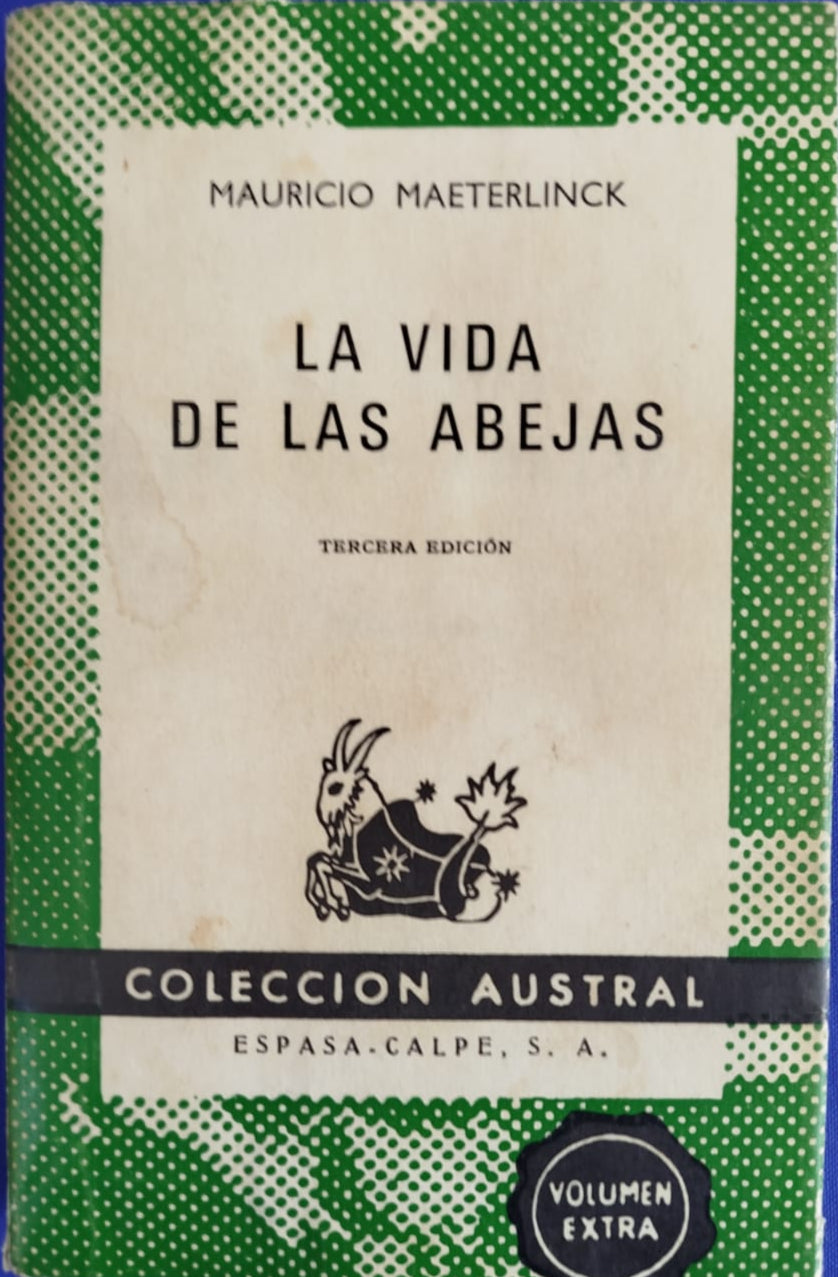 MAURICIO MAETERLINCK
LA VIDA
DE LAS ABEJAS
TERCERA EDICIÓN
COLECCION AUSTRAL
ESPASA-CALPE, S. A.
VOLUMEN
EXTRA